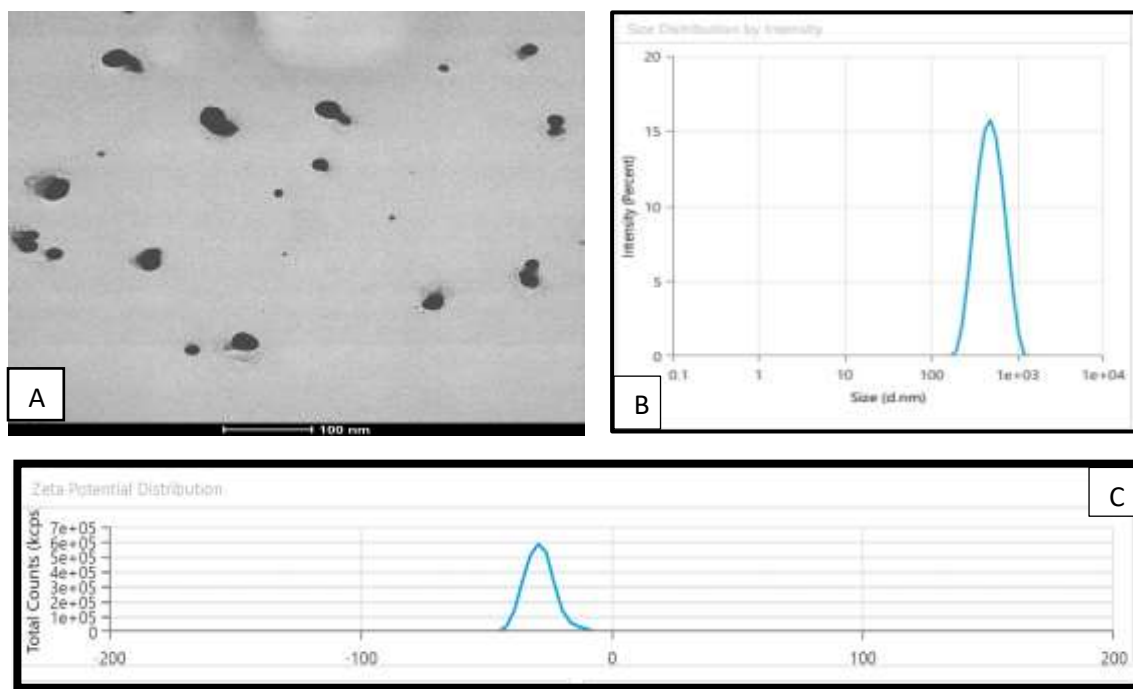 A
100 nm
Size Distribution by Intensity
Intensity (Percent)
20
15
10
5
0
0.1 1 10 100 1e+03 1e+04
Size (d.nm)
B
Zeta Potential Distribution
C
Total Counts (kcps
7e+05
6e+05
5e+05
4e+05
3e+05
2e+05
1e+05
0
-200 -100 0 100 200